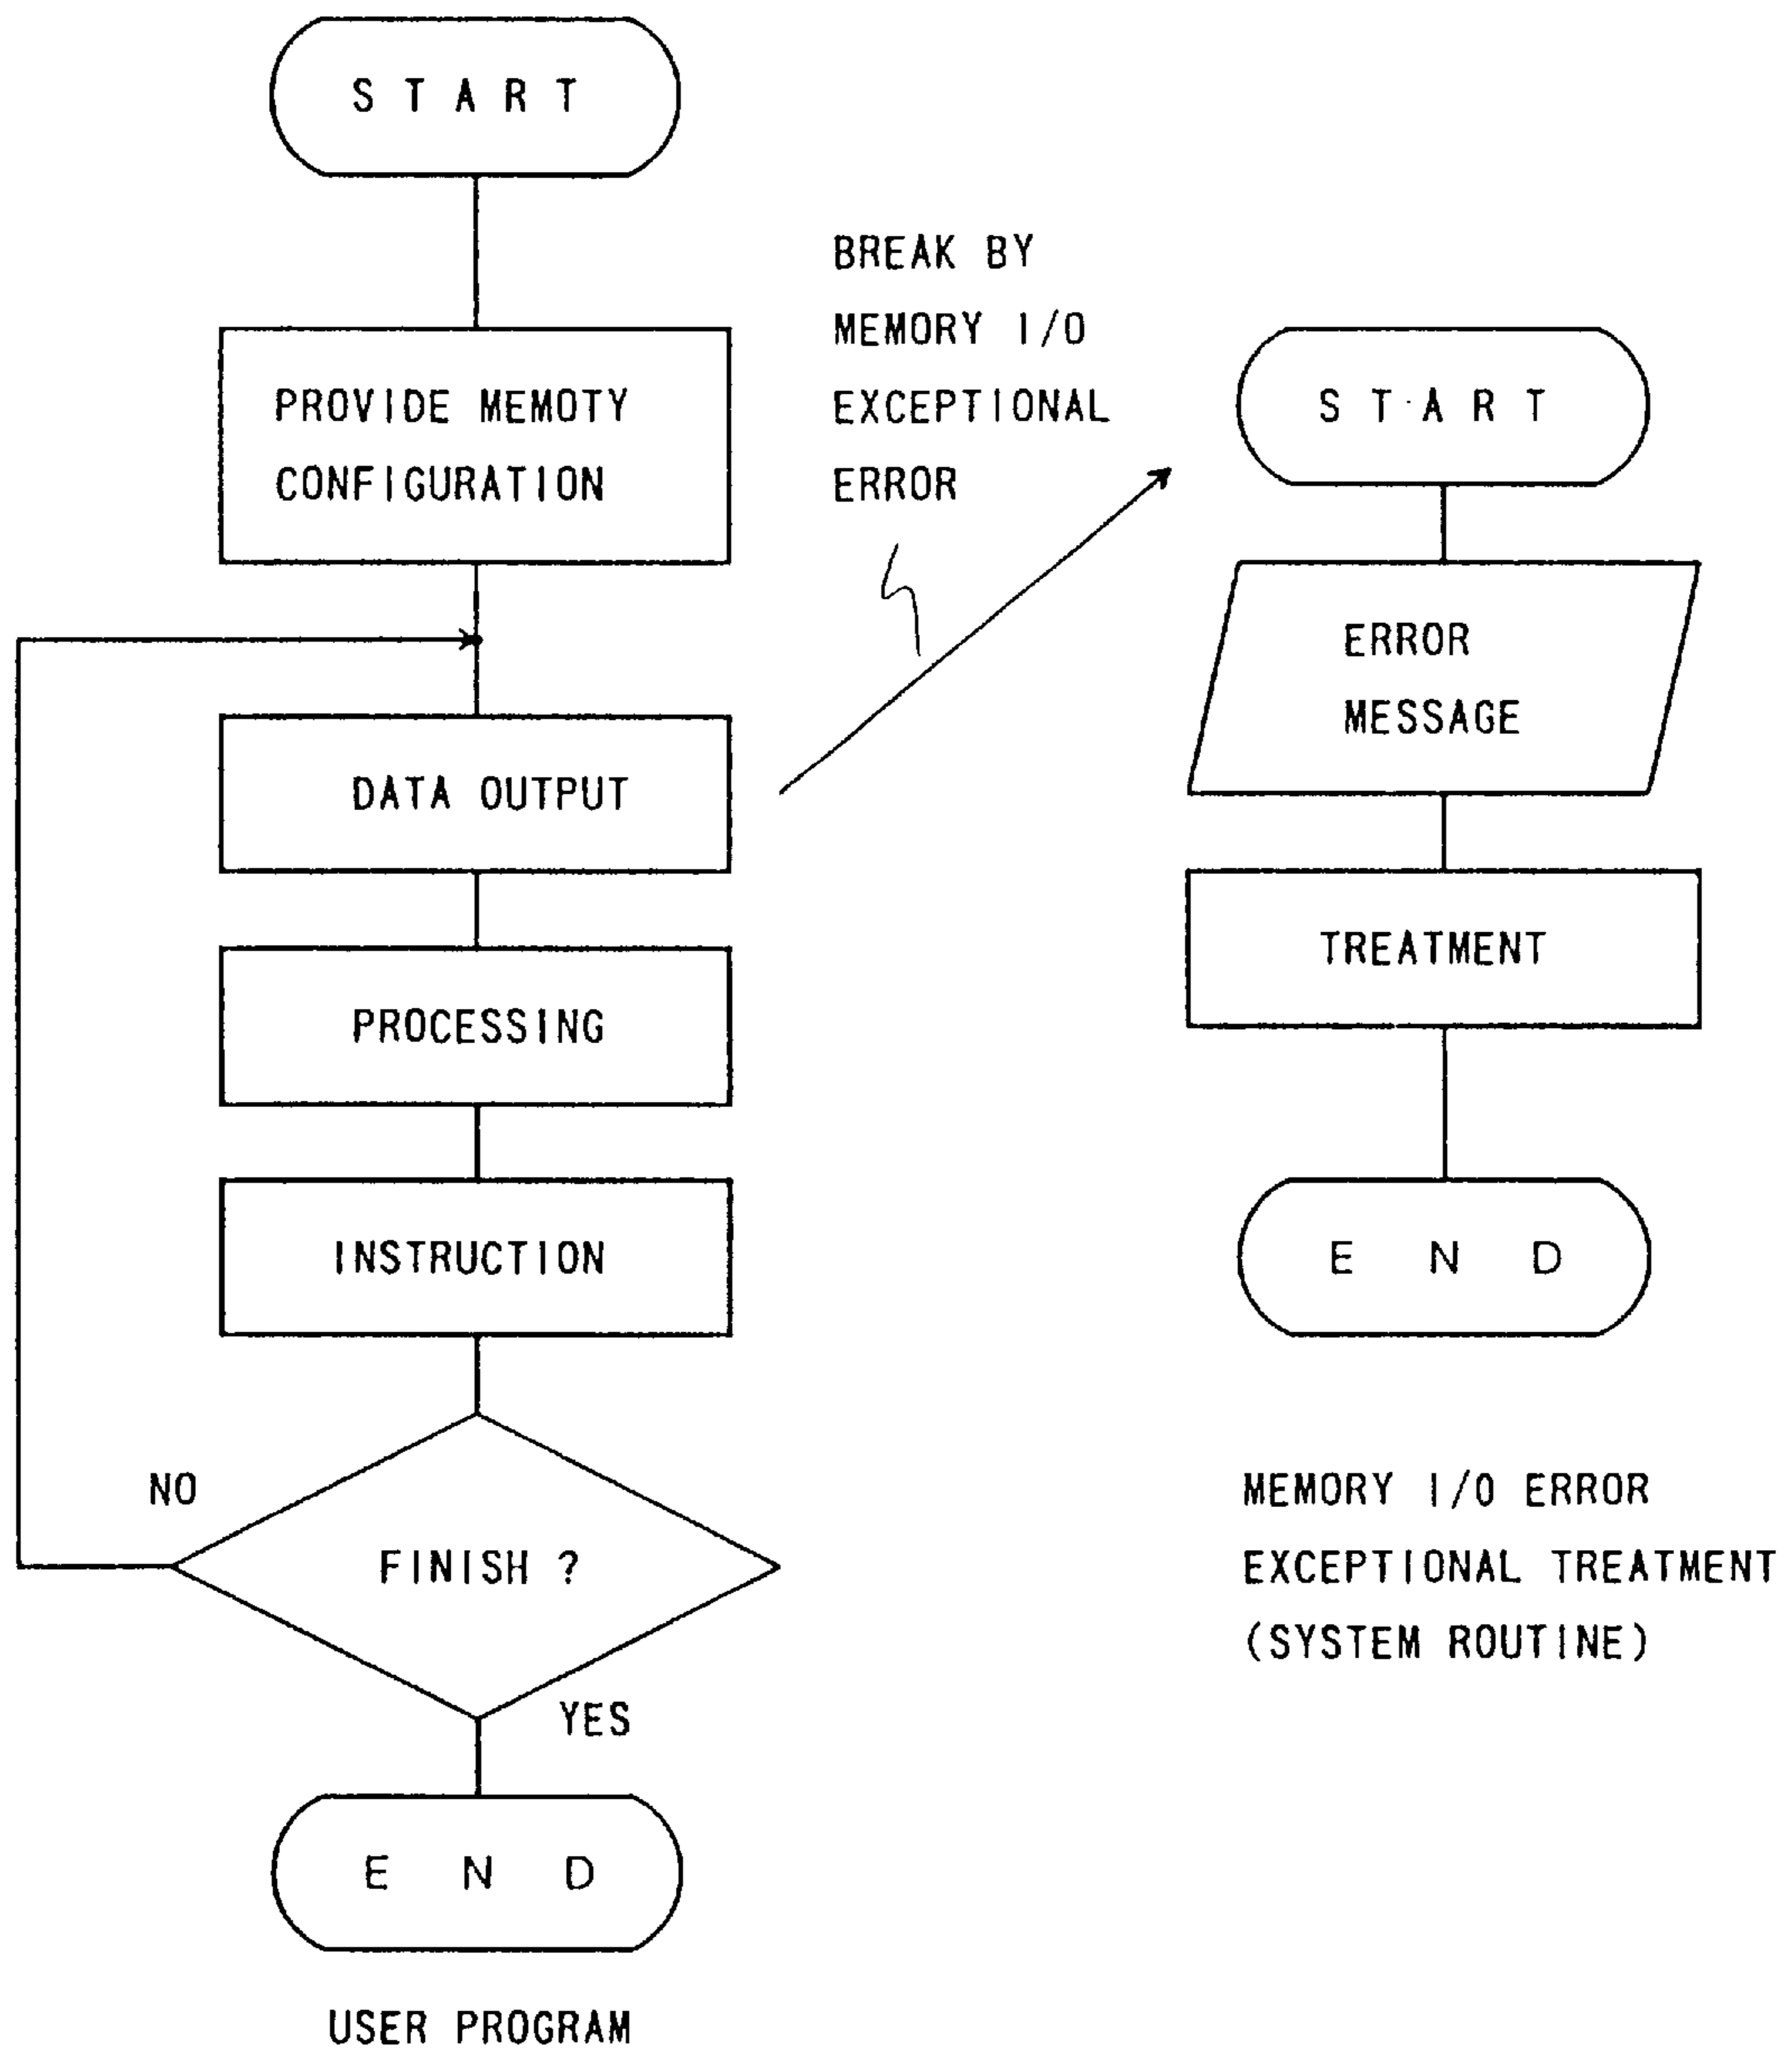 START
PROVIDE MEMOTY
CONFIGURATION
DATA OUTPUT
PROCESSING
INSTRUCTION
NO
FINISH ?
YES
END
USER PROGRAM
BREAK BY
MEMORY I/O
EXCEPTIONAL
ERROR
START
ERROR
MESSAGE
TREATMENT
END
MEMORY I/O ERROR
EXCEPTIONAL TREATMENT
(SYSTEM ROUTINE)